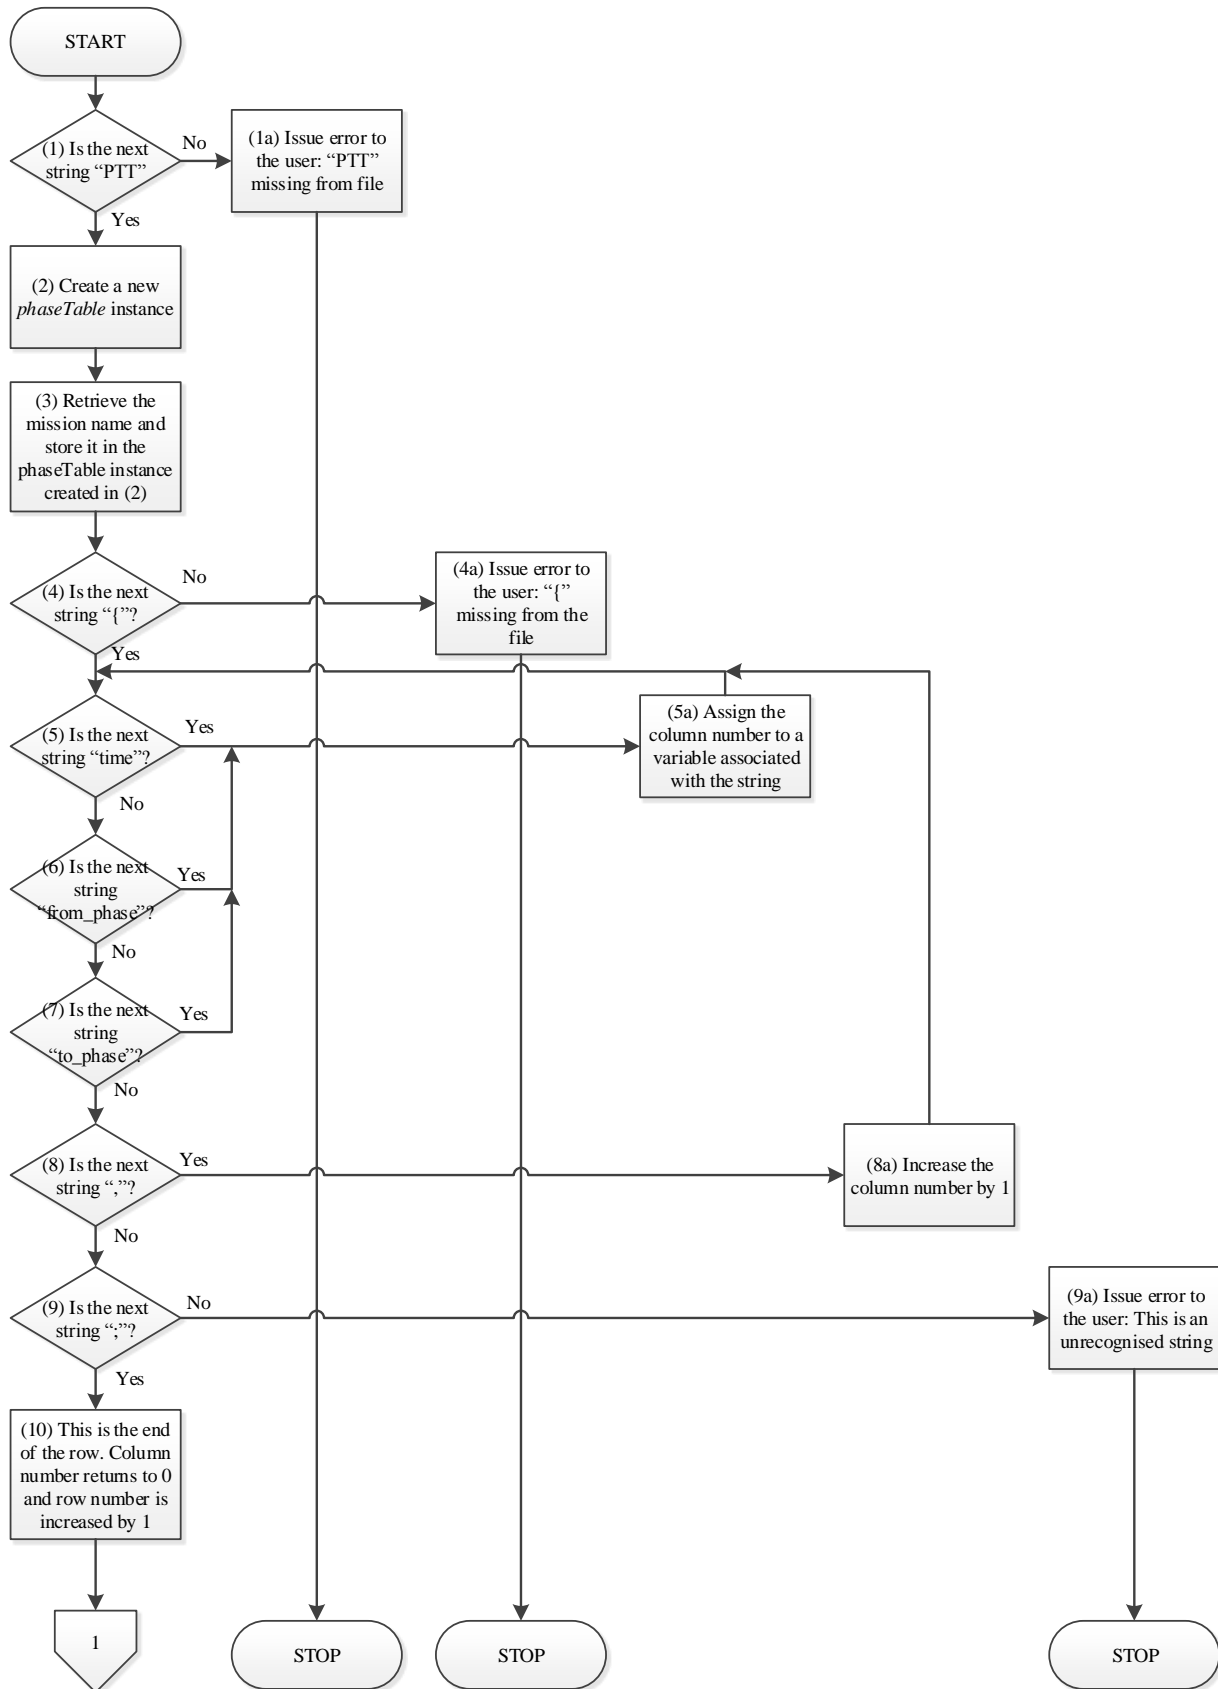 START
(1) Is the next
string “PTT”
No
(1a) Issue error to
the user: “PTT”
missing from file
Yes
(2) Create a new
phaseTable instance
(3) Retrieve the
mission name and
store it in the
phaseTable instance
created in (2)
(4) Is the next
string “{”?
No
(4a) Issue error to
the user: “{”
missing from the
file
Yes
(5) Is the next
string “time”?
Yes
(5a) Assign the
column number to a
variable associated
with the string
No
(6) Is the next
string
“from_phase”?
Yes
No
(7) Is the next
string
“to_phase”?
Yes
No
(8) Is the next
string “,”?
Yes
(8a) Increase the
column number by 1
No
(9) Is the next
string “;”?
No
(9a) Issue error to
the user: This is an
unrecognised string
Yes
(10) This is the end
of the row. Column
number returns to 0
and row number is
increased by 1
1
STOP
STOP
STOP